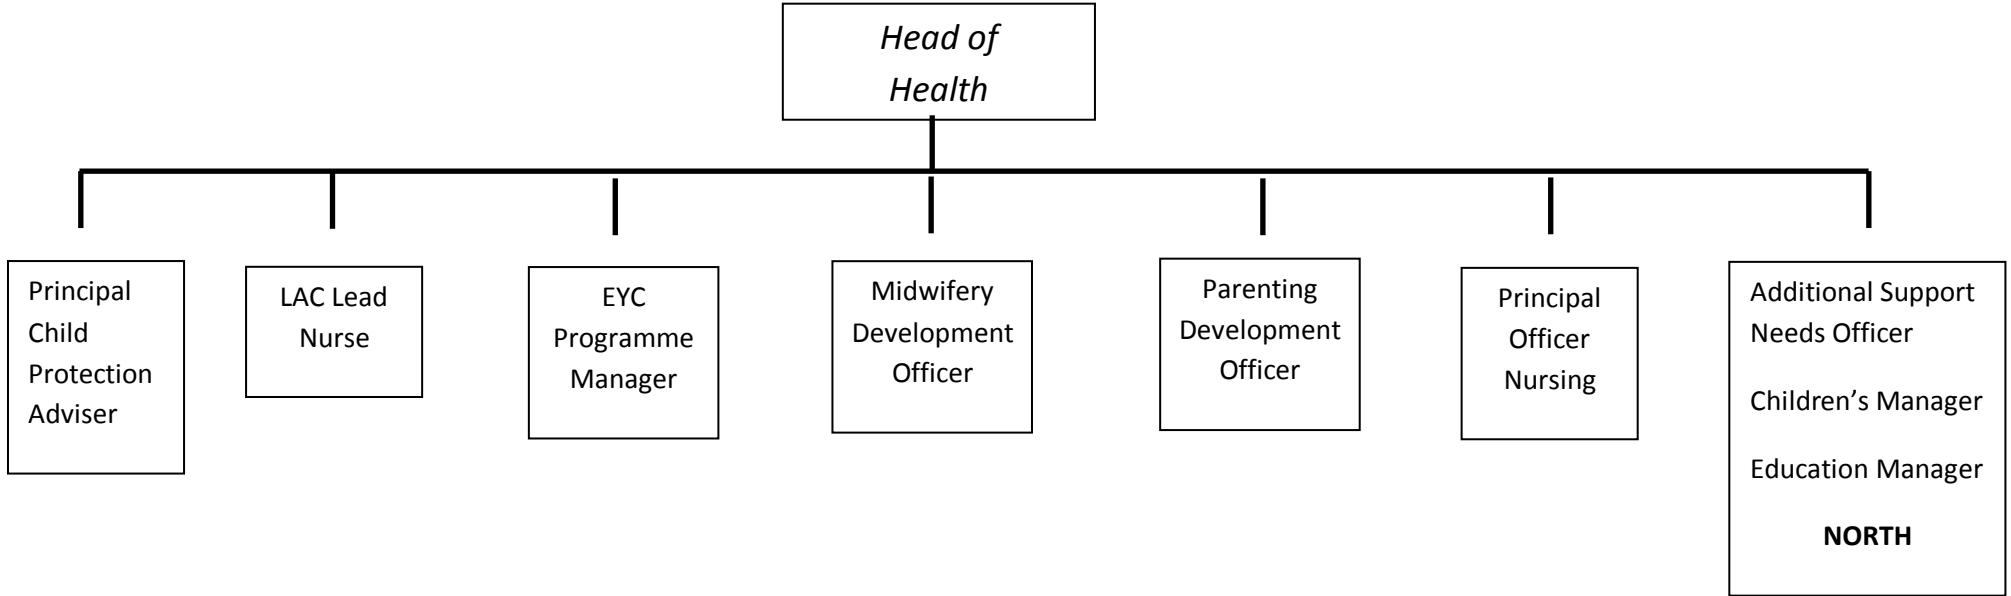 Head of
Health
Principal
Child
Protection
Adviser
LAC Lead
Nurse
EYC
Programme
Manager
Midwifery
Development
Officer
Parenting
Development
Officer
Principal
Officer
Nursing
Additional Support
Needs Officer
Children’s Manager
Education Manager
NORTH